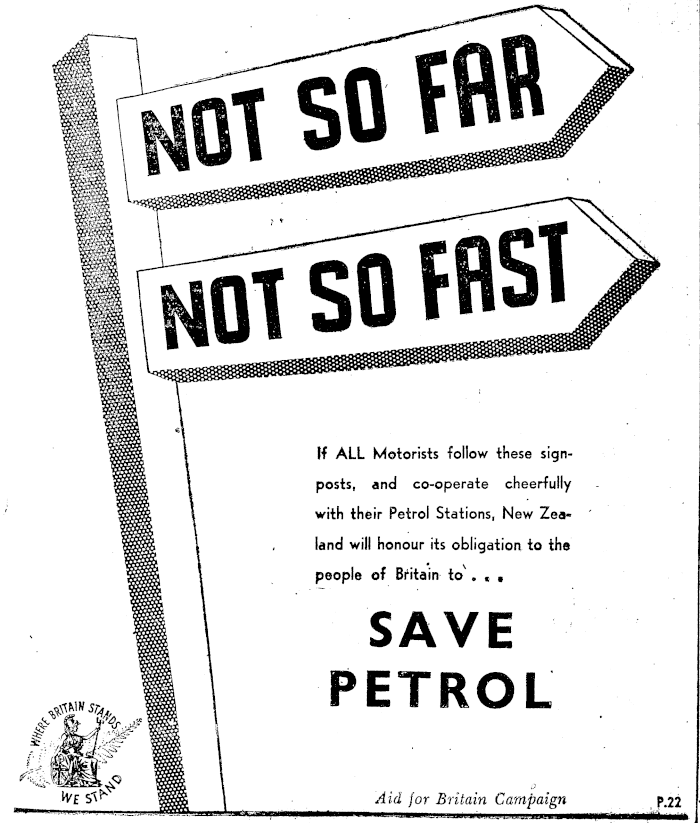 NOT SO FAR
NOT SO FAST
If ALL Motorists follow these sign-
posts, and co-operate cheerfully
with their Petrol Stations, New Zea-
land will honour its obligation to the
people of Britain to . . .
SAVE
PETROL
WHERE BRITAIN STANDS
WE STAND
Aid for Britain Campaign
P.22